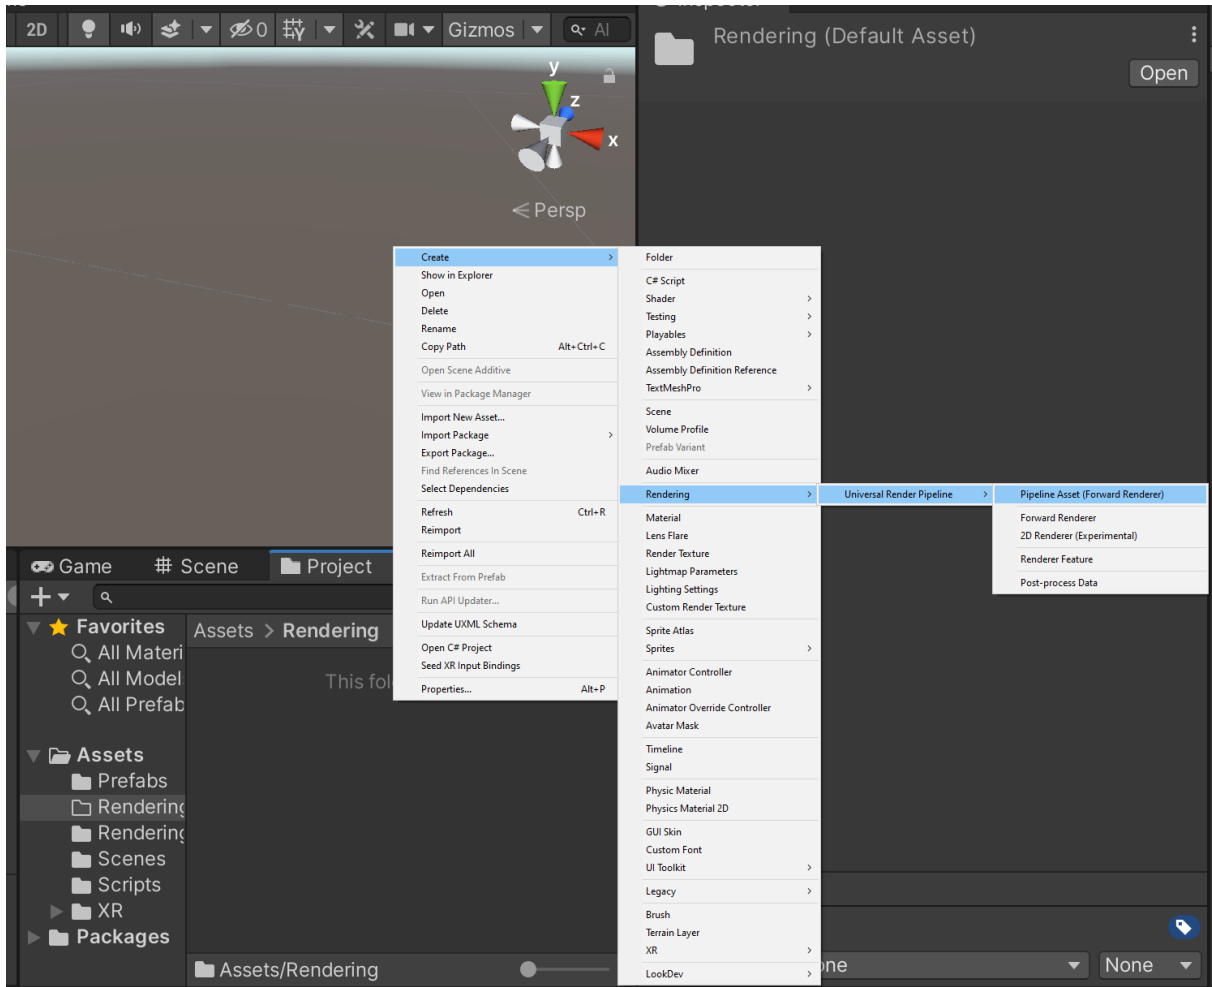 2D
0
Gizmos
Al
Rendering (Default Asset)
Open
y
z
x
Persp
Create
Show in Explorer
Open
Delete
Rename
Copy Path Alt+Ctrl+C
Open Scene Additive
View in Package Manager
Import New Asset...
Import Package
Export Package...
Find References In Scene
Select Dependencies
Refresh Ctrl+R
Reimport
Reimport All
Extract From Prefab
Run API Updater...
Update UXML Schema
Open C# Project
Seed XR Input Bindings
Properties... Alt+P
Folder
C# Script
Shader
Testing
Playables
Assembly Definition
Assembly Definition Reference
TextMeshPro
Scene
Volume Profile
Prefab Variant
Audio Mixer
Rendering
Material
Lens Flare
Render Texture
Lightmap Parameters
Lighting Settings
Custom Render Texture
Sprite Atlas
Sprites
Animator Controller
Animation
Animator Override Controller
Avatar Mask
Timeline
Signal
Physic Material
Physics Material 2D
GUI Skin
Custom Font
UI Toolkit
Legacy
Brush
Terrain Layer
XR
LookDev
Universal Render Pipeline
Pipeline Asset (Forward Renderer)
Forward Renderer
2D Renderer (Experimental)
Renderer Feature
Post-process Data
Game
Scene
Project
Favorites
All Materi
All Model
All Prefab
Assets
Prefabs
Rendering
Rendering
Scenes
Scripts
XR
Packages
Assets > Rendering
This fol
Assets/Rendering
one
None